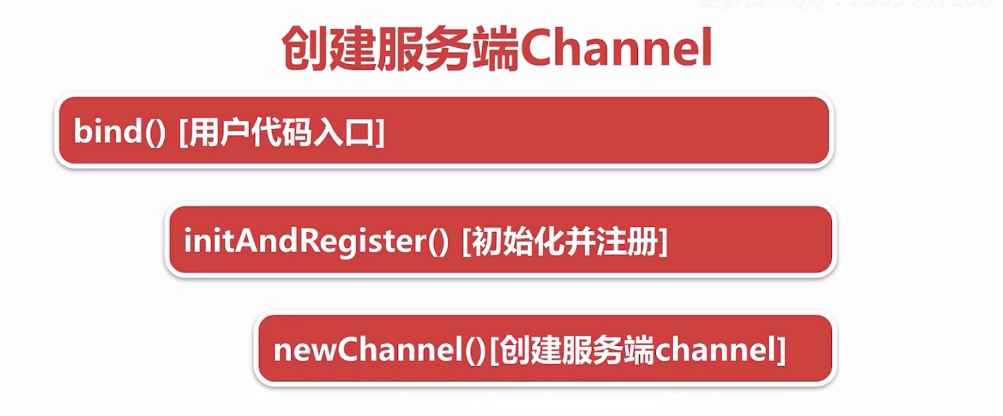 创建服务端Channel
bind() [用户代码入口]
initAndRegister() [初始化并注册]
newChannel()[创建服务端channel]